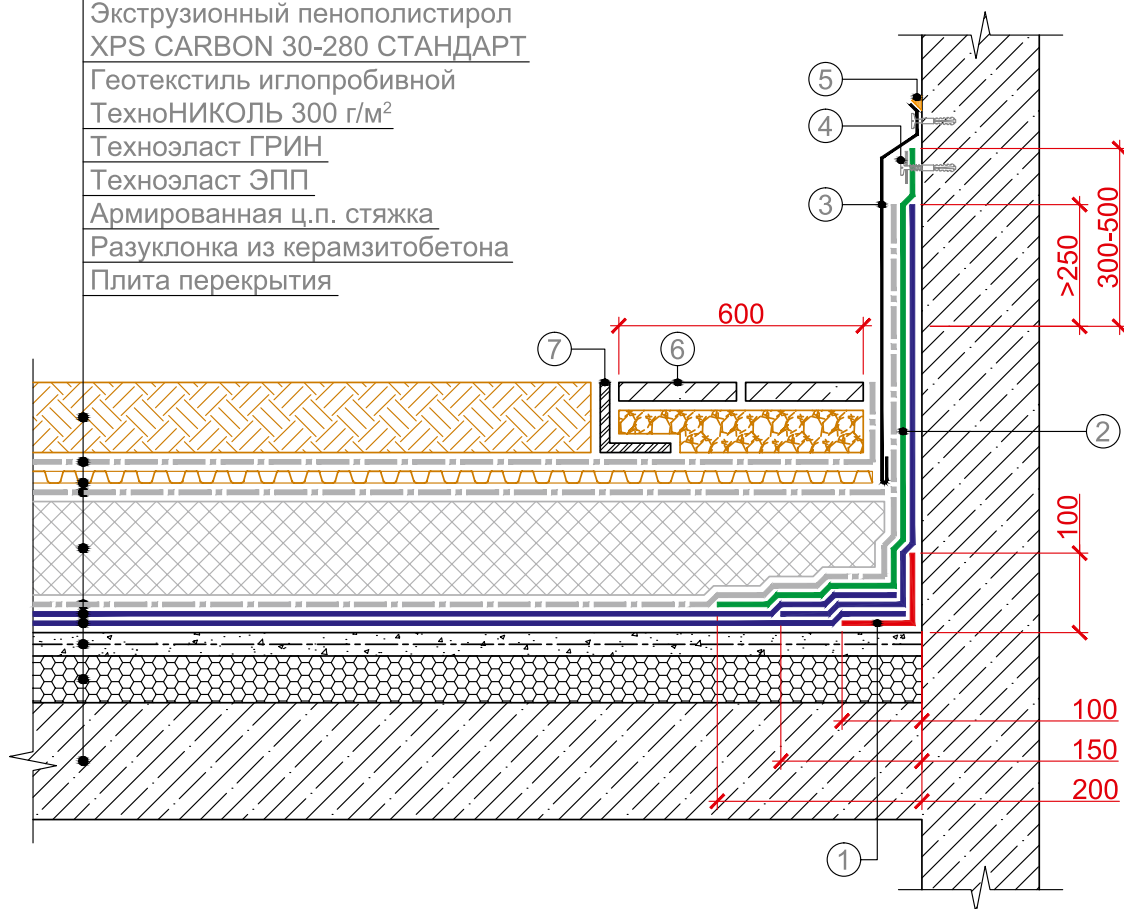 Экструзионный пенополистирол
XPS CARBON 30-280 СТАНДАРТ
Геотекстиль иглопробивной
ТехноНИКОЛЬ 300 г/м²
Техноэласт ГРИН
Техноэласт ЭПП
Армированная ц.п. стяжка
Разуклонка из керамзитобетона
Плита перекрытия
5
4
3
300-500
>250
600
7
6
2
100
100
150
200
1